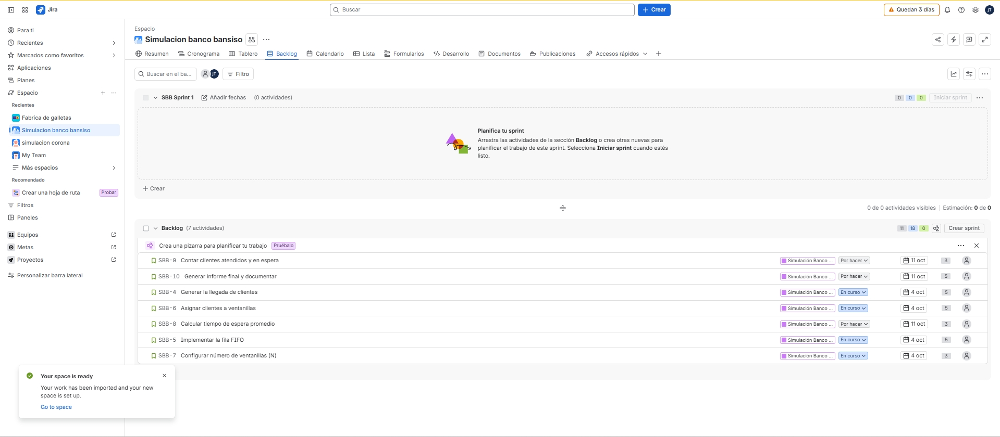 Jira
Buscar
Crear
Quedan 3 días
JT
Para ti
Recientes
Marcados como favoritos
Aplicaciones
Planes
Espacio
Recientes
Fabrica de galletas
Simulacion banco bansiso
simulacion corona
My Team
Más espacios
Recomendado
Crear una hoja de ruta Probar
Filtros
Paneles
Equipos
Metas
Proyectos
Personalizar barra lateral
Espacio
Simulacion banco bansiso
Resumen Cronograma Tablero Backlog Calendario Lista Formularios Desarrollo Documentos Publicaciones Accesos rápidos
Buscar en el ba... JT Filtro
SBB Sprint 1 Añadir fechas (0 actividades) 0 0 0 Iniciar sprint
Planifica tu sprint
Arrastra las actividades de la sección Backlog o crea otras nuevas para
planificar el trabajo de este sprint. Selecciona Iniciar sprint cuando estés
listo.
Crear
0 de 0 actividades visibles | Estimación: 0 de 0
Backlog (7 actividades) 11 18 0 Crear sprint
Crea una pizarra para planificar tu trabajo Pruébalo
SBB-9 Contar clientes atendidos y en espera Simulación Banco ... Por hacer 11 oct 3
SBB-10 Generar informe final y documentar Simulación Banco ... Por hacer 11 oct 5
SBB-4 Generar la llegada de clientes Simulación Banco ... En curso 4 oct 5
SBB-6 Asignar clientes a ventanillas Simulación Banco ... En curso 4 oct 5
SBB-8 Calcular tiempo de espera promedio Simulación Banco ... Por hacer 11 oct 3
SBB-5 Implementar la fila FIFO Simulación Banco ... En curso 4 oct 5
SBB-7 Configurar número de ventanillas (N) Simulación Banco ... En curso 4 oct 3
Your space is ready
Your work has been imported and your new
space is set up.
Go to space